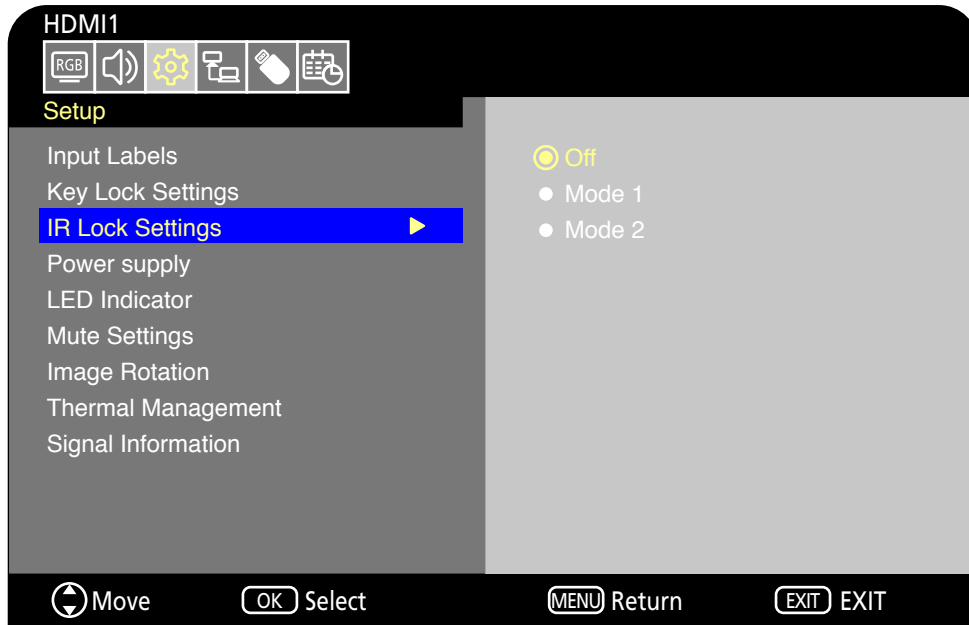 HDMI1
RGB
Setup
Input Labels
Key Lock Settings
IR Lock Settings
Power supply
LED Indicator
Mute Settings
Image Rotation
Thermal Management
Signal Information
Off
Mode 1
Mode 2
Move OK Select MENU Return EXIT EXIT